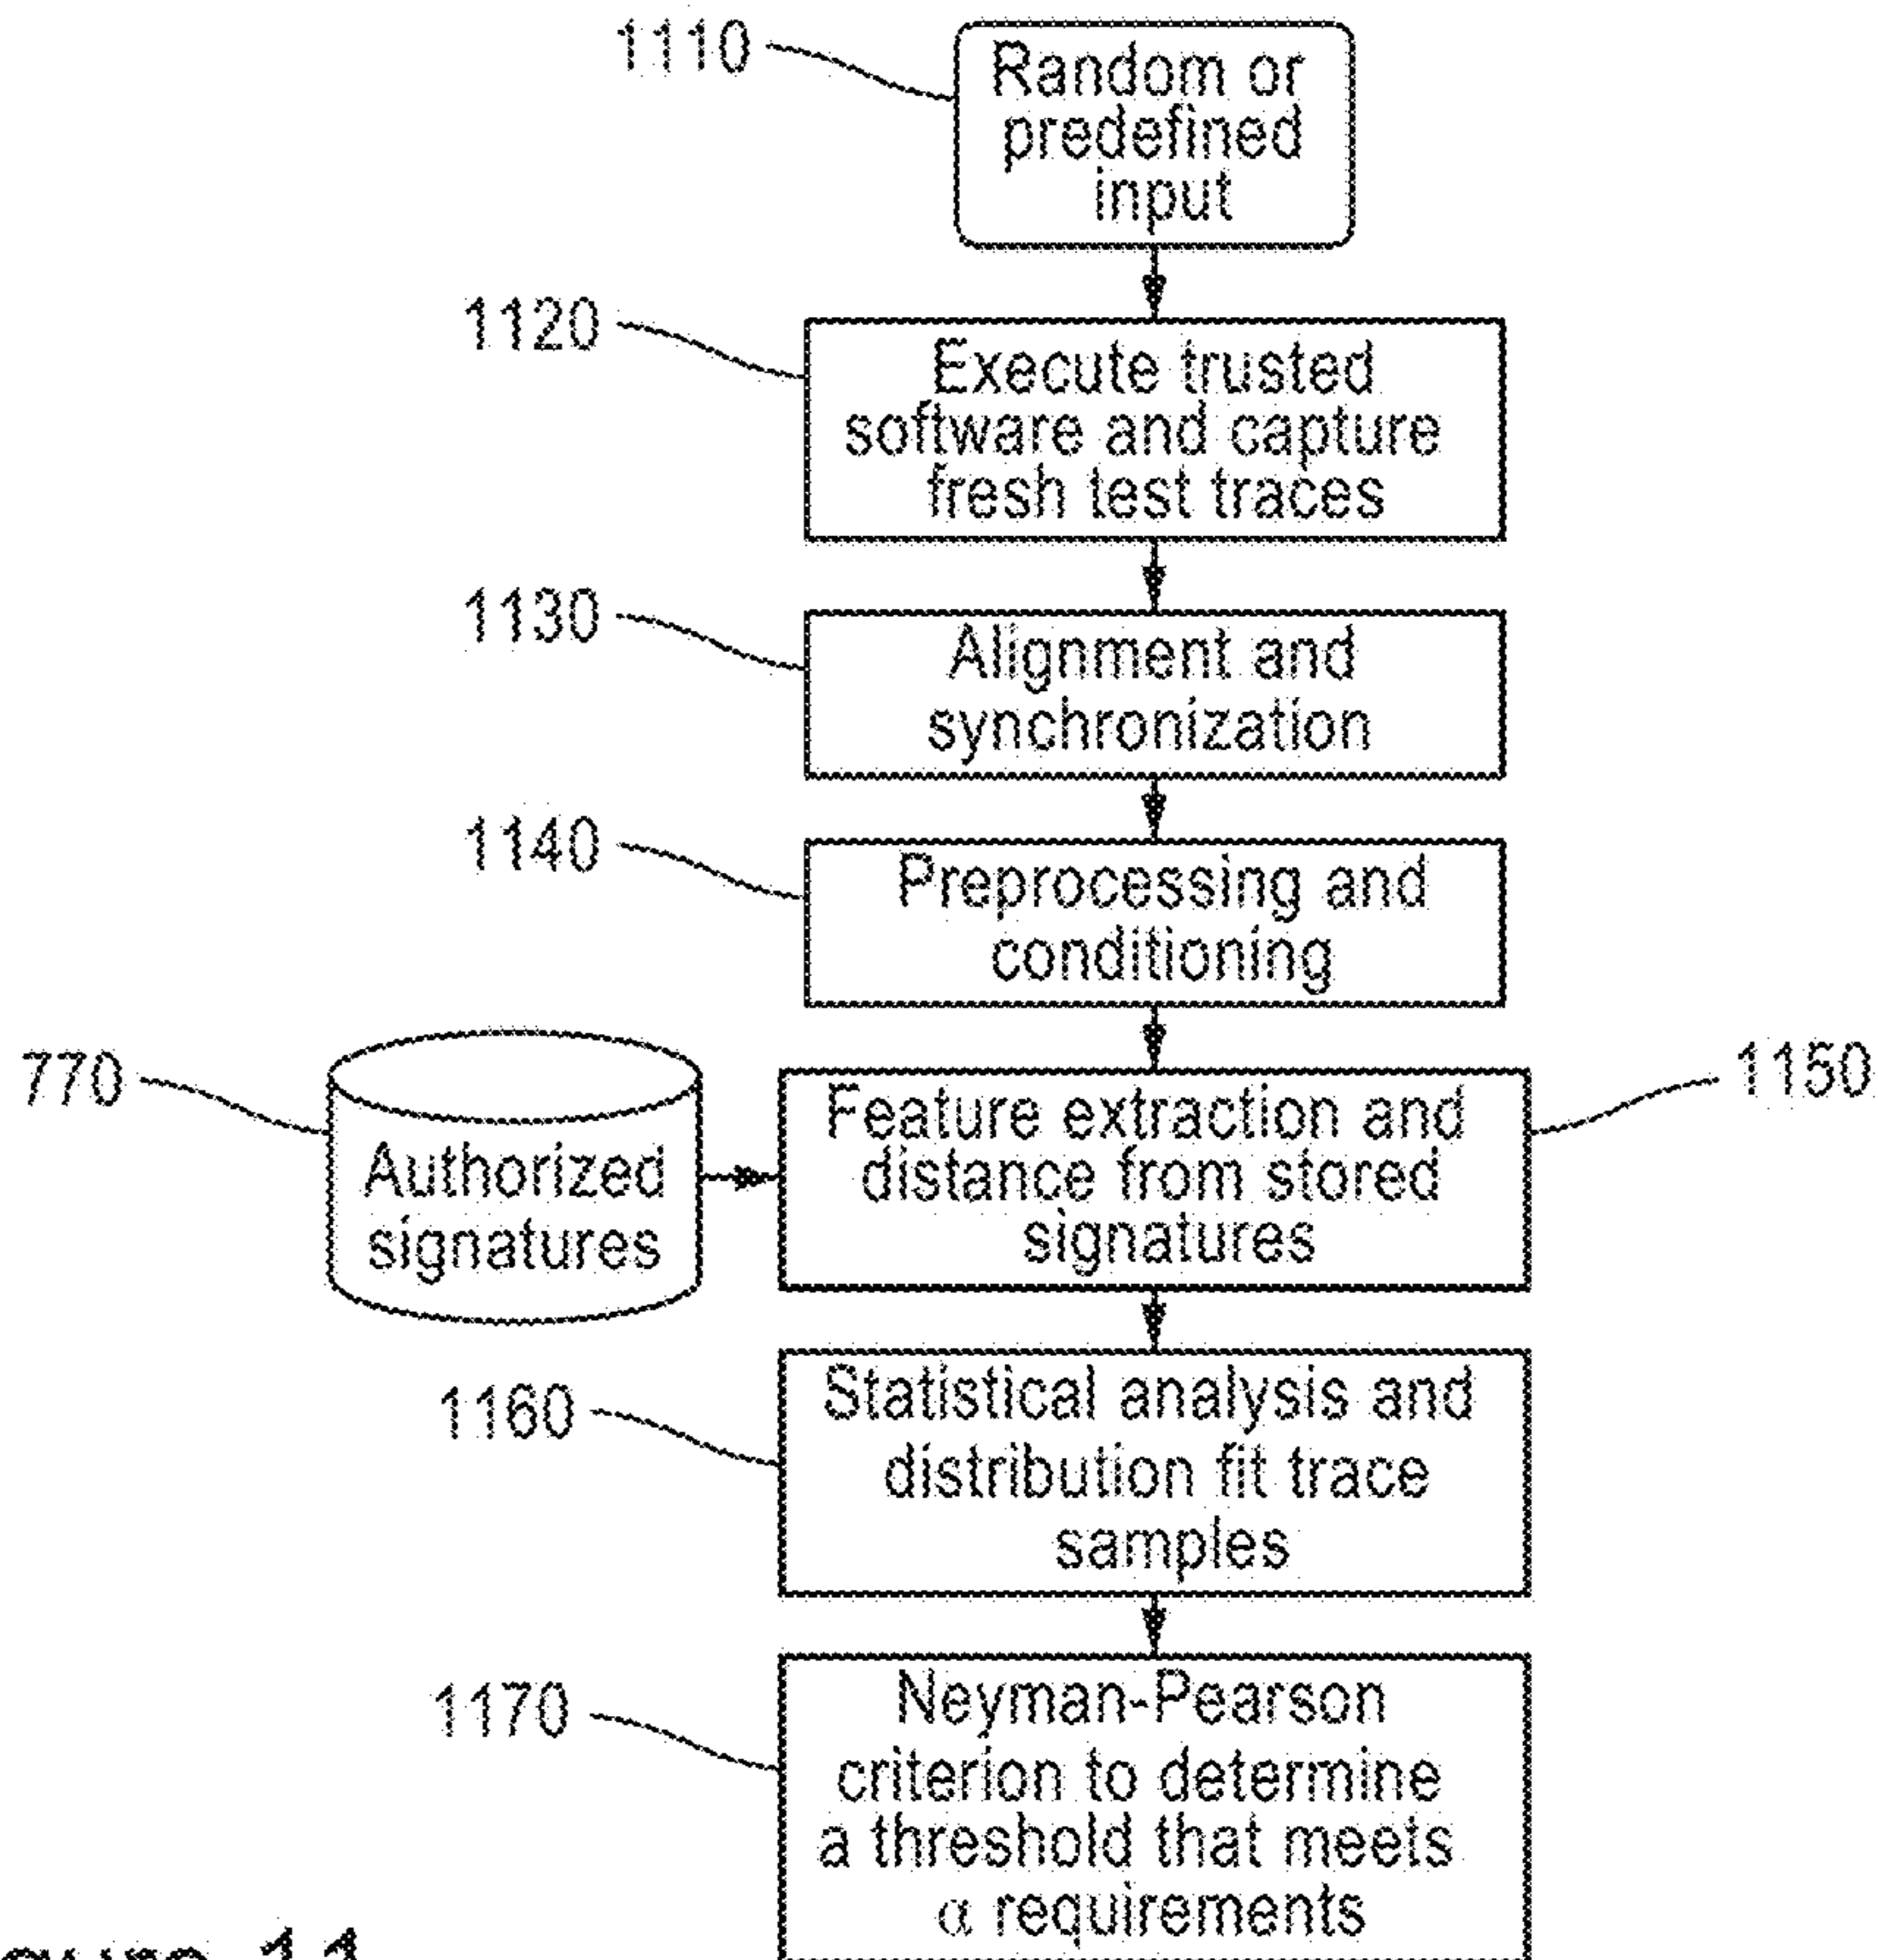 1110
Random or
predefined
input
1120
Execute trusted
software and capture
fresh test traces
1130
Alignment and
synchronization
1140
Preprocessing and
conditioning
770
Authorized
signatures
Feature extraction and
distance from stored
signatures
1150
1160
Statistical analysis and
distribution fit trace
samples
1170
Neyman-Pearson
criterion to determine
a threshold that meets
α requirements
11